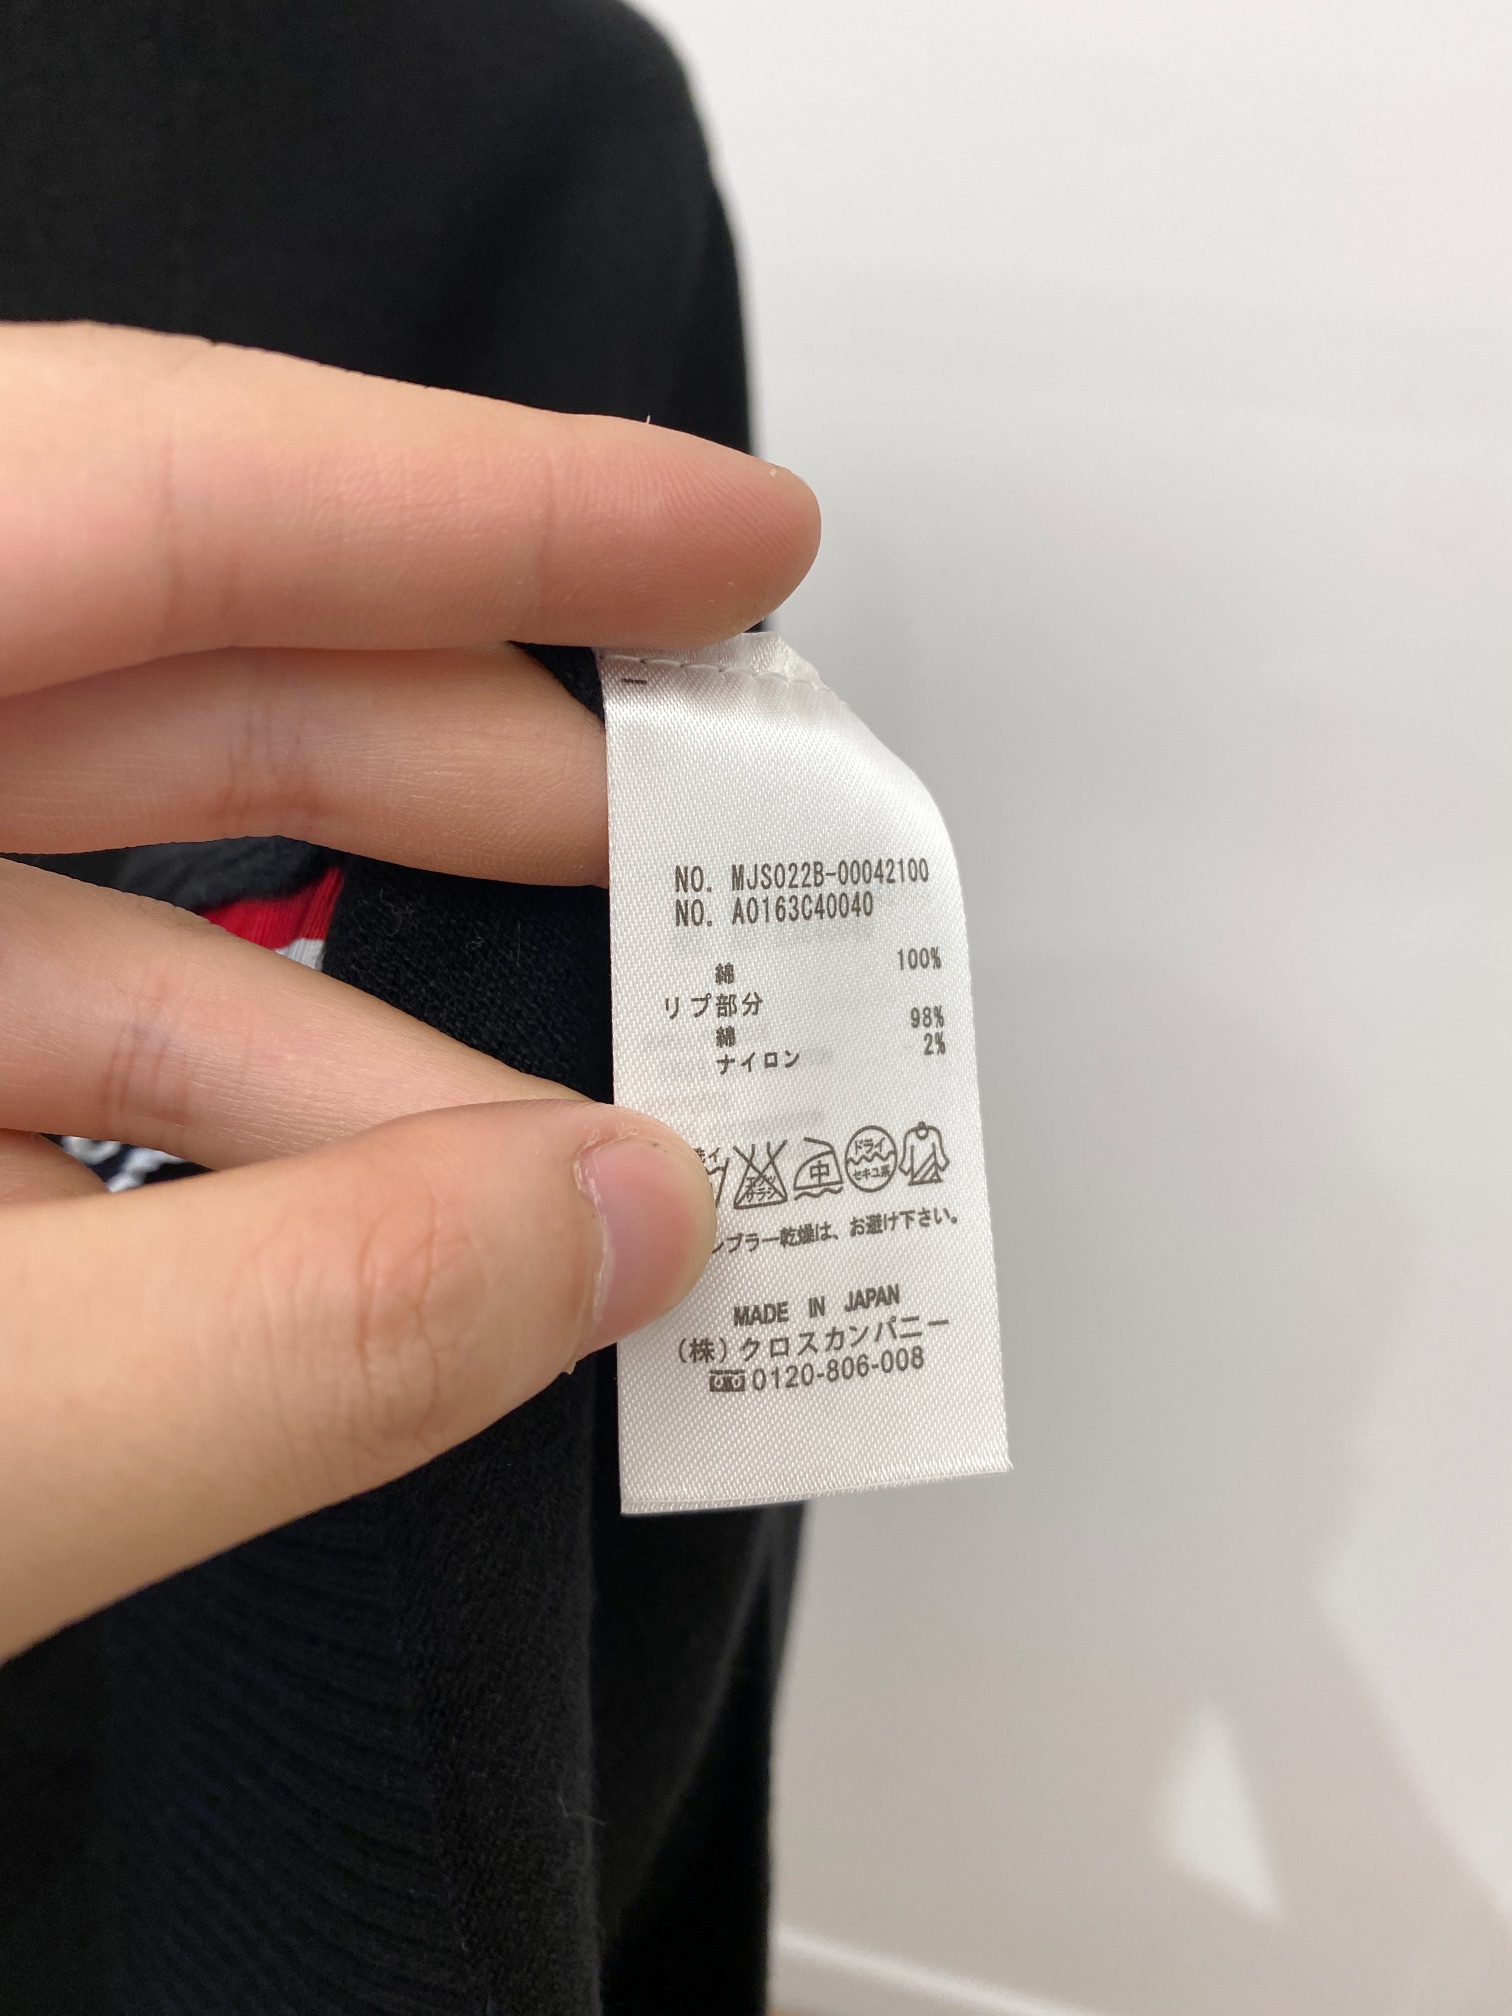 NO. MJS022B-00042100
NO. A0163C40040
綿 100%
リブ部分
綿 98%
ナイロン 2%
中
ドライ
セキユ系
ンブラー乾燥は、お避け下さい。
MADE IN JAPAN
(株)クロスカンパニー
0120-806-008